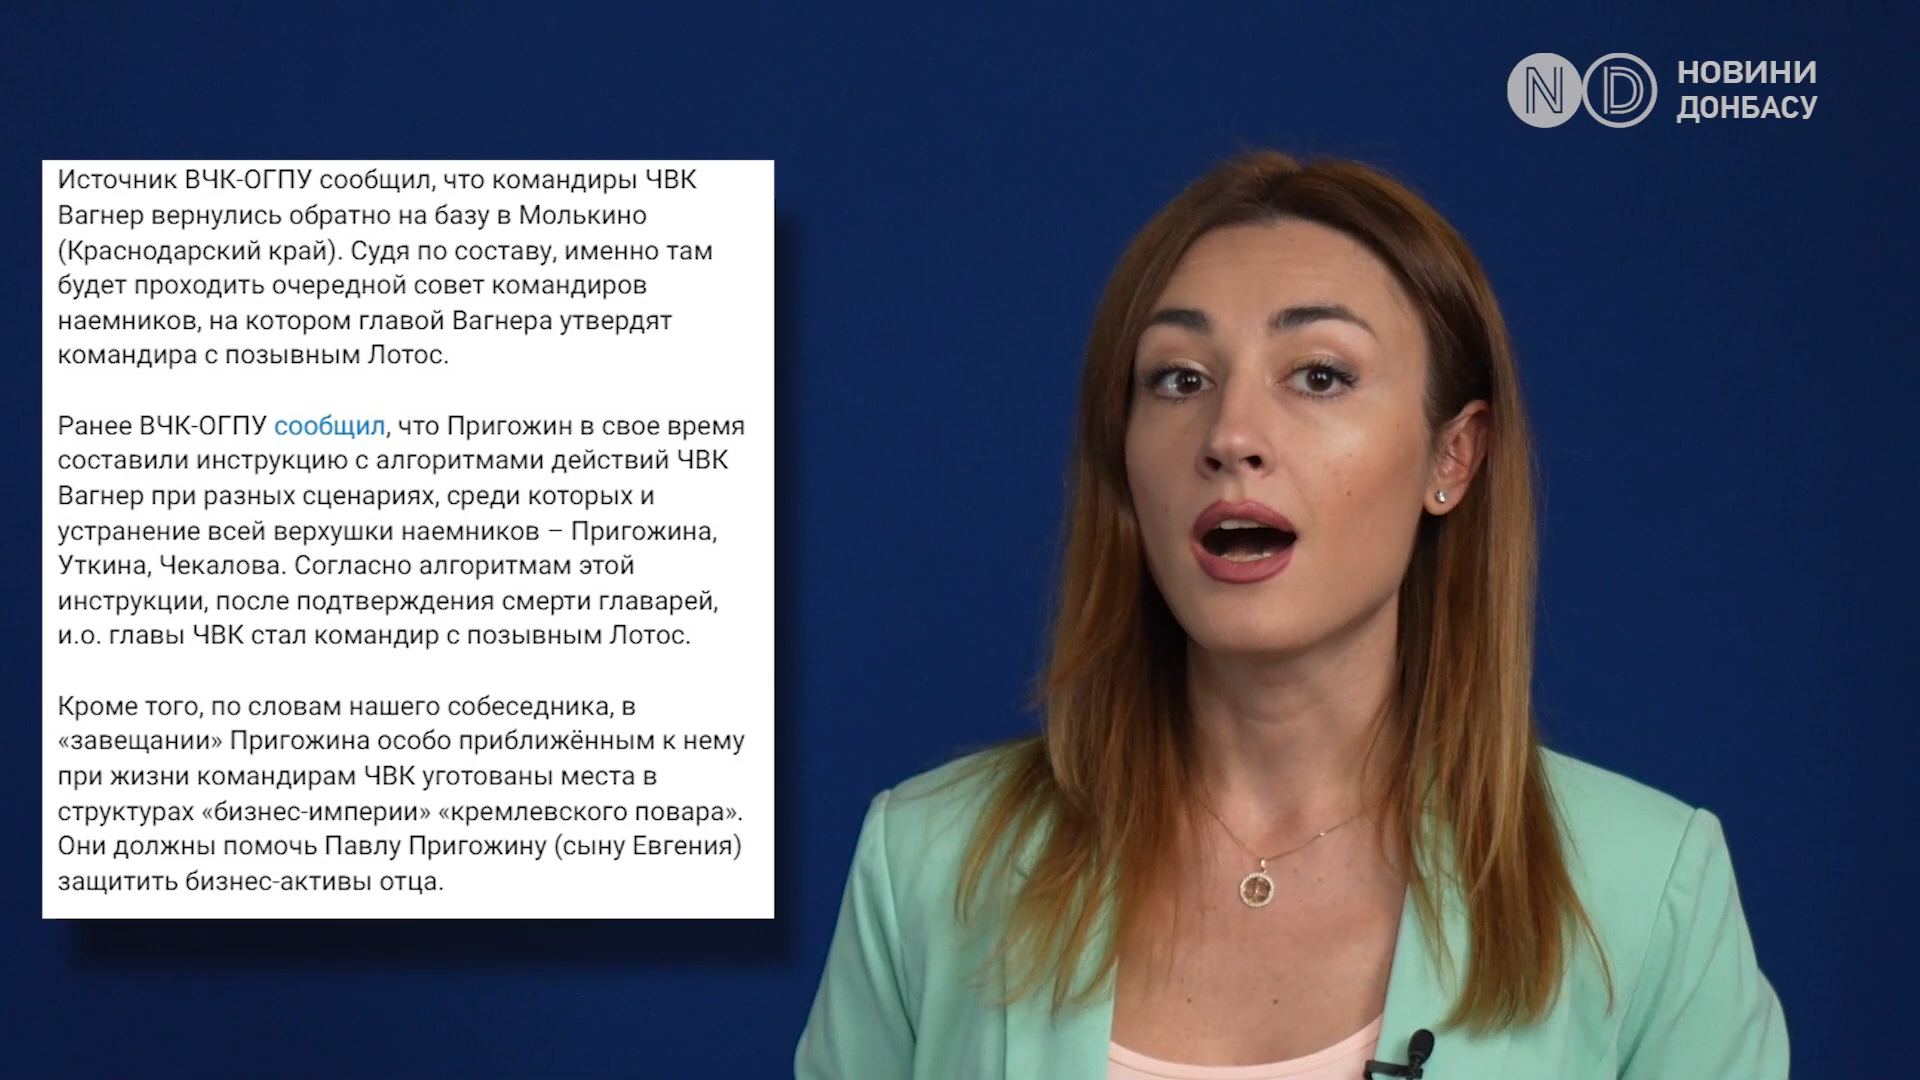 ND НОВИНИ
ДОНБАСУ
Источник ВЧК-ОГПУ сообщил, что командиры ЧВК
Вагнер вернулись обратно на базу в Молькино
(Краснодарский край). Судя по составу, именно там
будет проходить очередной совет командиров
наемников, на котором главой Вагнера утвердят
командира с позывным Лотос.
Ранее ВЧК-ОГПУ сообщил, что Пригожин в свое время
составили инструкцию с алгоритмами действий ЧВК
Вагнер при разных сценариях, среди которых и
устранение всей верхушки наемников – Пригожина,
Уткина, Чекалова. Согласно алгоритмам этой
инструкции, после подтверждения смерти главарей,
и.о. главы ЧВК стал командир с позывным Лотос.
Кроме того, по словам нашего собеседника, в
«завещании» Пригожина особо приближённым к нему
при жизни командирам ЧВК уготованы места в
структурах «бизнес-империи» «кремлевского повара».
Они должны помочь Павлу Пригожину (сыну Евгения)
защитить бизнес-активы отца.